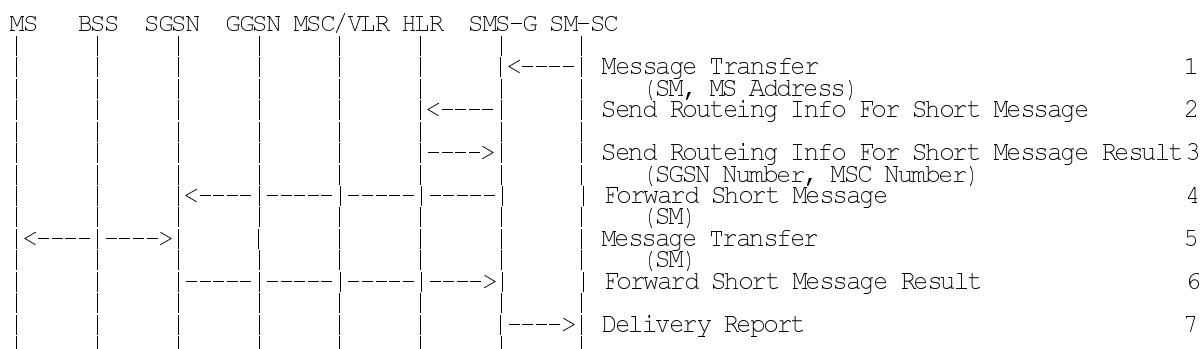 MS BSS SGSN GGSN MSC/VLR HLR SMS-G SM-SC
Message Transfer 1
(SM, MS Address)
Send Routeing Info For Short Message 2
Send Routeing Info For Short Message Result 3
(SGSN Number, MSC Number)
Forward Short Message 4
(SM)
Message Transfer 5
(SM)
Forward Short Message Result 6
Delivery Report 7